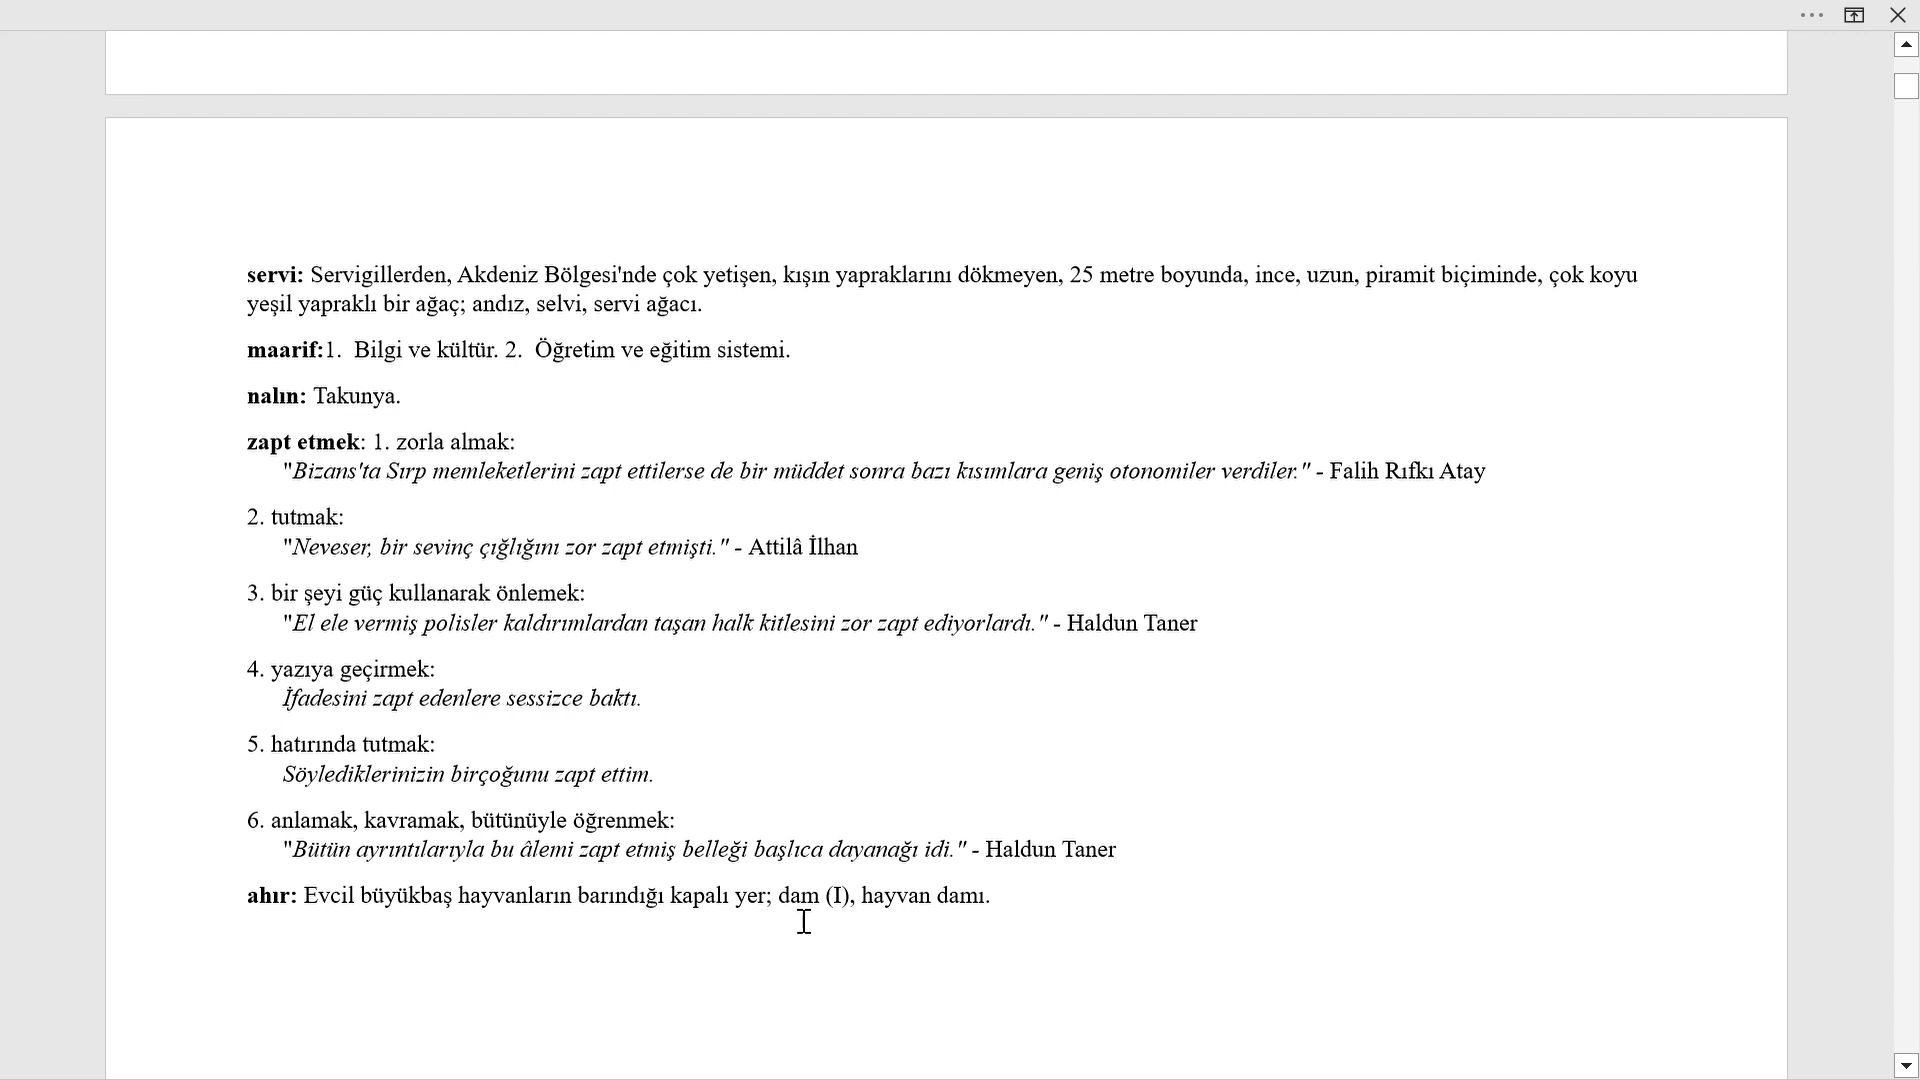 servi: Servigillerden, Akdeniz Bölgesi'nde çok yetişen, kışın yapraklarını dökmeyen, 25 metre boyunda, ince, uzun, piramit biçiminde, çok koyu
yeşil yapraklı bir ağaç; andız, selvi, servi ağacı.
maarif:1.  Bilgi ve kültür. 2.  Öğretim ve eğitim sistemi.
nalın: Takunya.
zapt etmek: 1. zorla almak:
"Bizans'ta Sırp memleketlerini zapt ettilerse de bir müddet sonra bazı kısımlara geniş otonomiler verdiler." - Falih Rıfkı Atay
2. tutmak:
"Neveser, bir sevinç çığlığını zor zapt etmişti." - Attilâ İlhan
3. bir şeyi güç kullanarak önlemek:
"El ele vermiş polisler kaldırımlardan taşan halk kitlesini zor zapt ediyorlardı." - Haldun Taner
4. yazıya geçirmek:
İfadesini zapt edenlere sessizce baktı.
5. hatırında tutmak:
Söylediklerinizin birçoğunu zapt ettim.
6. anlamak, kavramak, bütünüyle öğrenmek:
"Bütün ayrıntılarıyla bu âlemi zapt etmiş belleği başlıca dayanağı idi." - Haldun Taner
ahır: Evcil büyükbaş hayvanların barındığı kapalı yer; dam (I), hayvan damı.